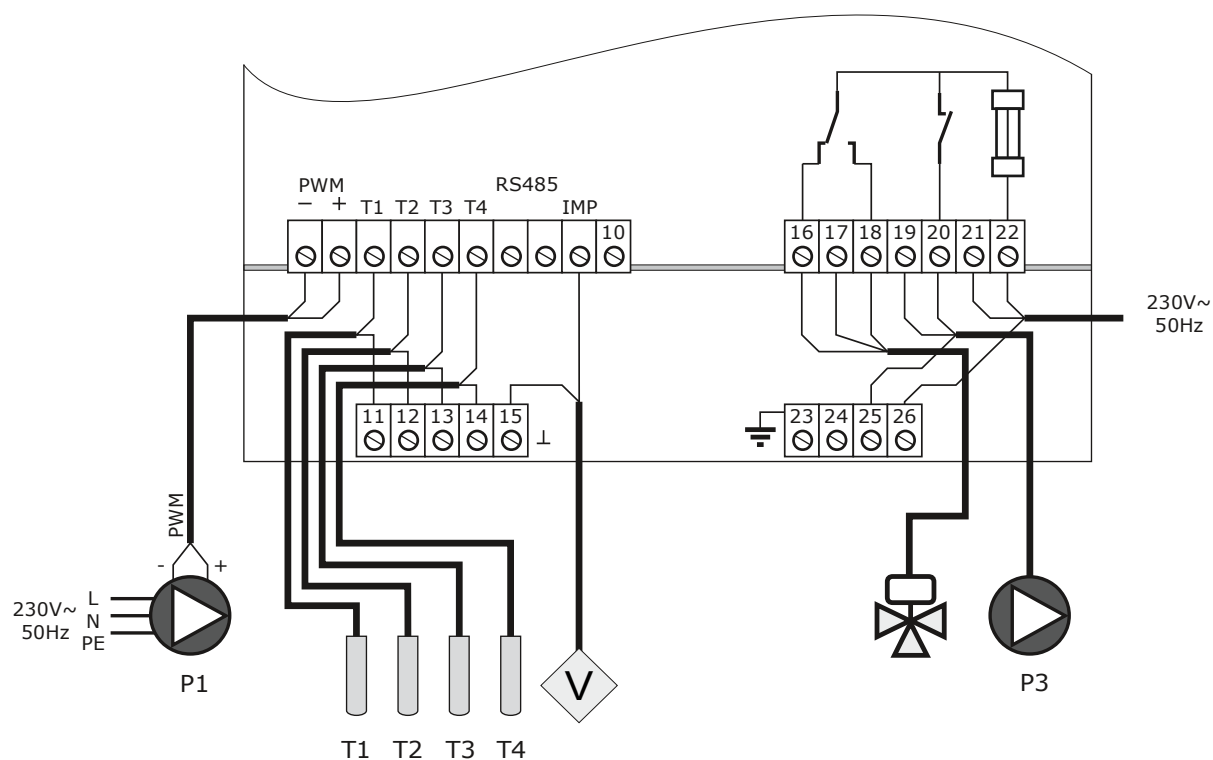 PWM
RS485
− + T1 T2 T3 T4 IMP
10
16 17 18 19 20 21 22
230V~
50Hz
11 12 13 14 15 ⊥
23 24 25 26
PWM
- +
230V~
50Hz
L
N
PE
P1
V
P3
T1 T2 T3 T4